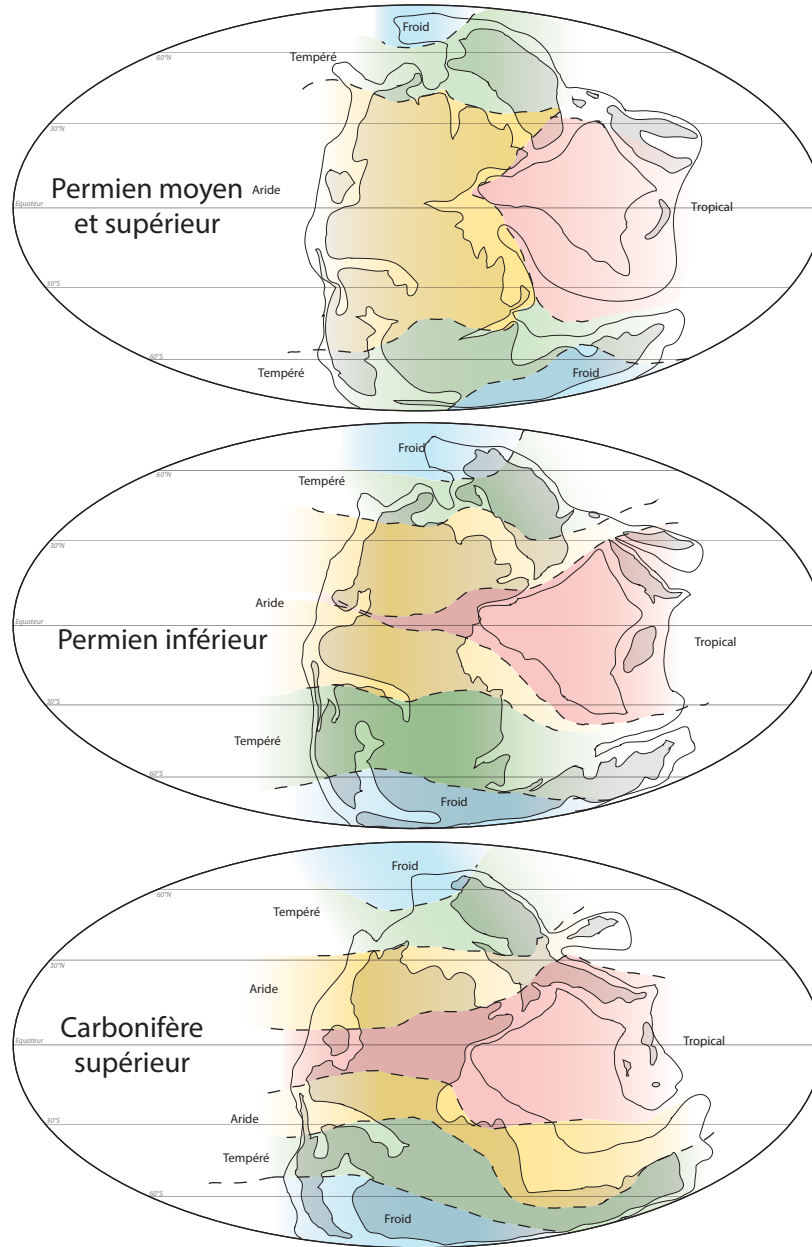 Froid
60°N
Tempéré
30°N
Permien moyen
et supérieur
Aride
Equateur
Tropical
30°S
60°S
Tempéré
Froid
Froid
60°N
Tempéré
30°N
Aride
Equateur
Permien inférieur
Tropical
30°S
Tempéré
60°S
Froid
Froid
60°N
Tempéré
30°N
Aride
Carbonifère
supérieur
Equateur
Tropical
Aride
30°S
Tempéré
60°S
Froid